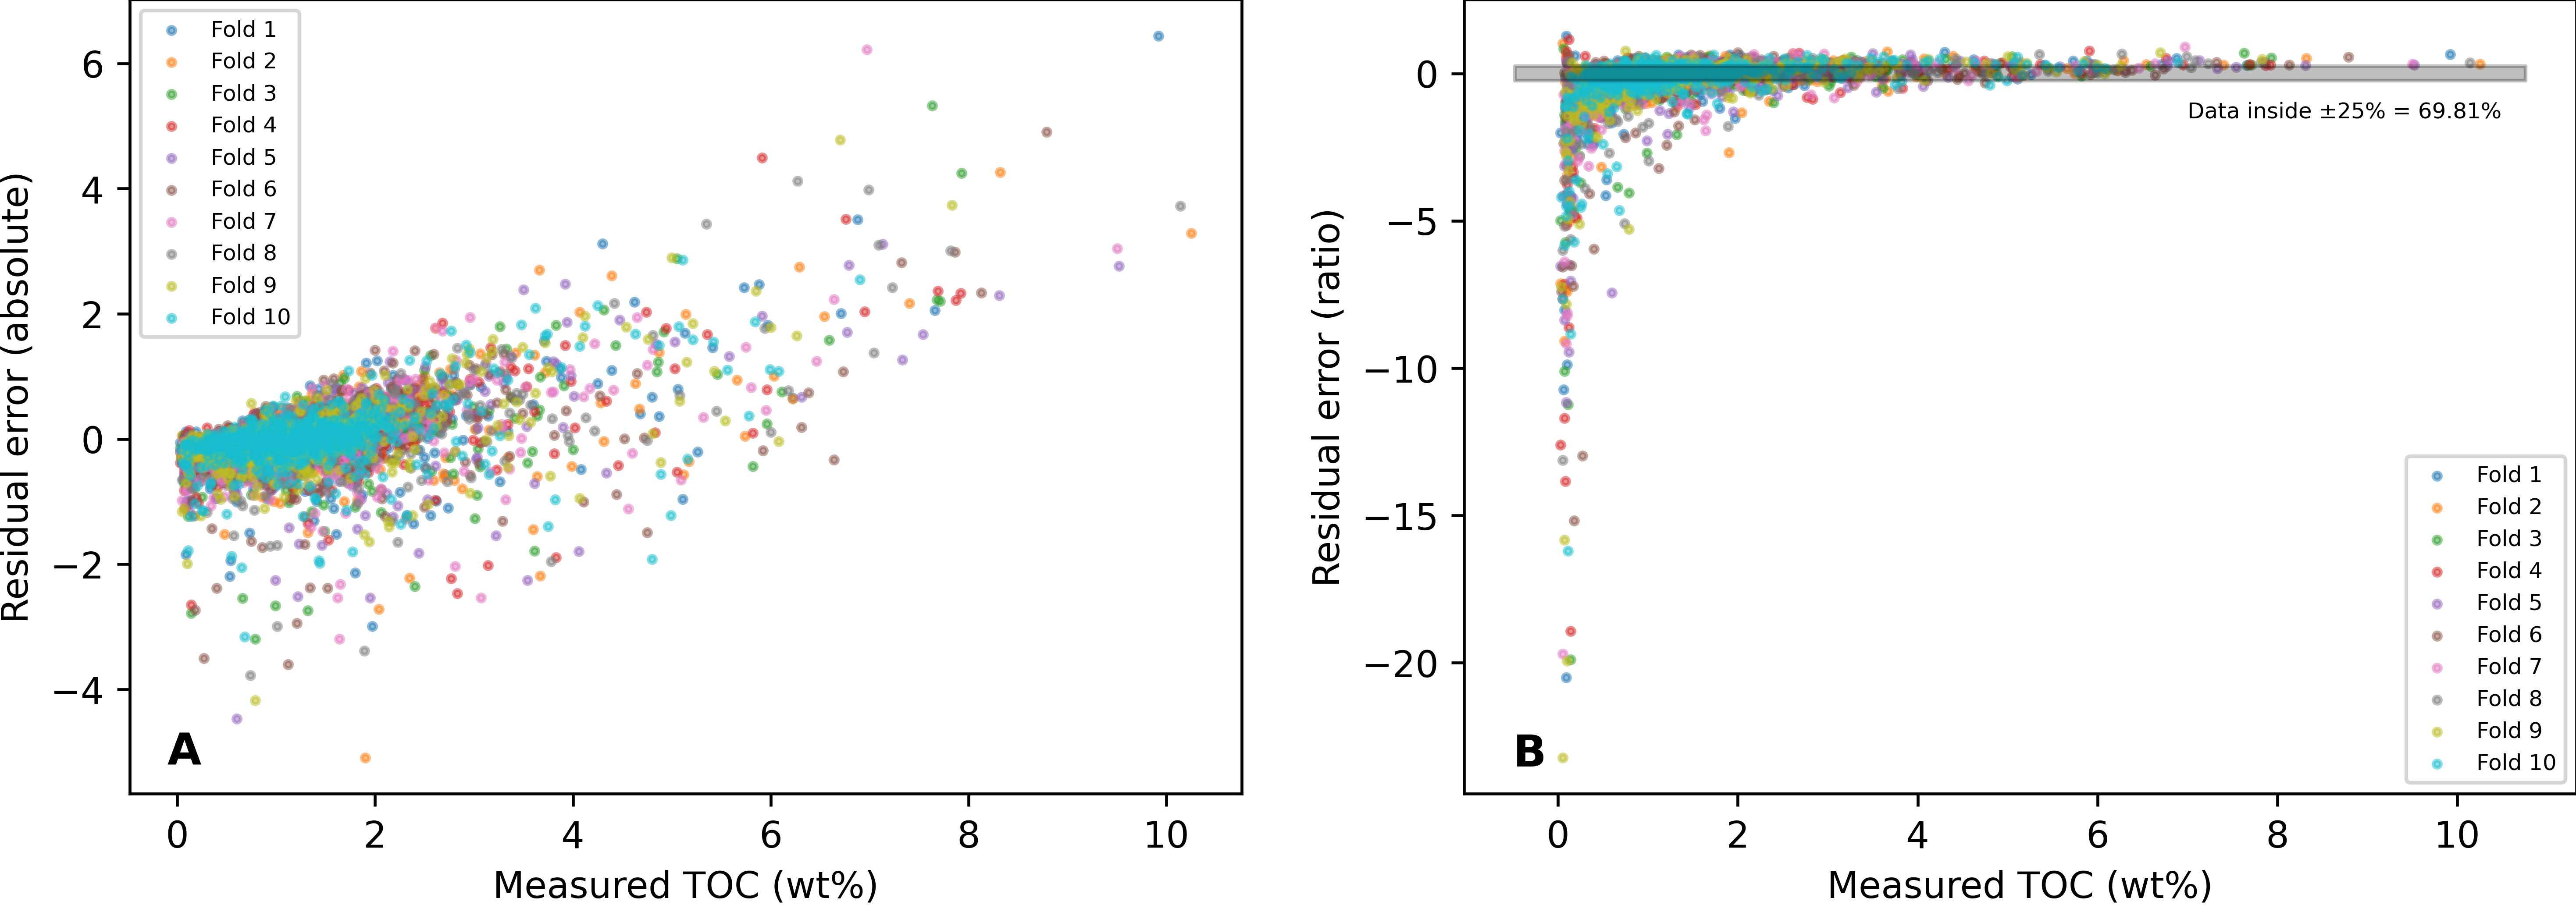 Residual error (absolute)
6
4
2
0
−2
−4
Fold 1
Fold 2
Fold 3
Fold 4
Fold 5
Fold 6
Fold 7
Fold 8
Fold 9
Fold 10
A
0 2 4 6 8 10
Measured TOC (wt%)
Residual error (ratio)
0
−5
−10
−15
−20
Data inside ±25% = 69.81%
Fold 1
Fold 2
Fold 3
Fold 4
Fold 5
Fold 6
Fold 7
Fold 8
Fold 9
Fold 10
B
0 2 4 6 8 10
Measured TOC (wt%)